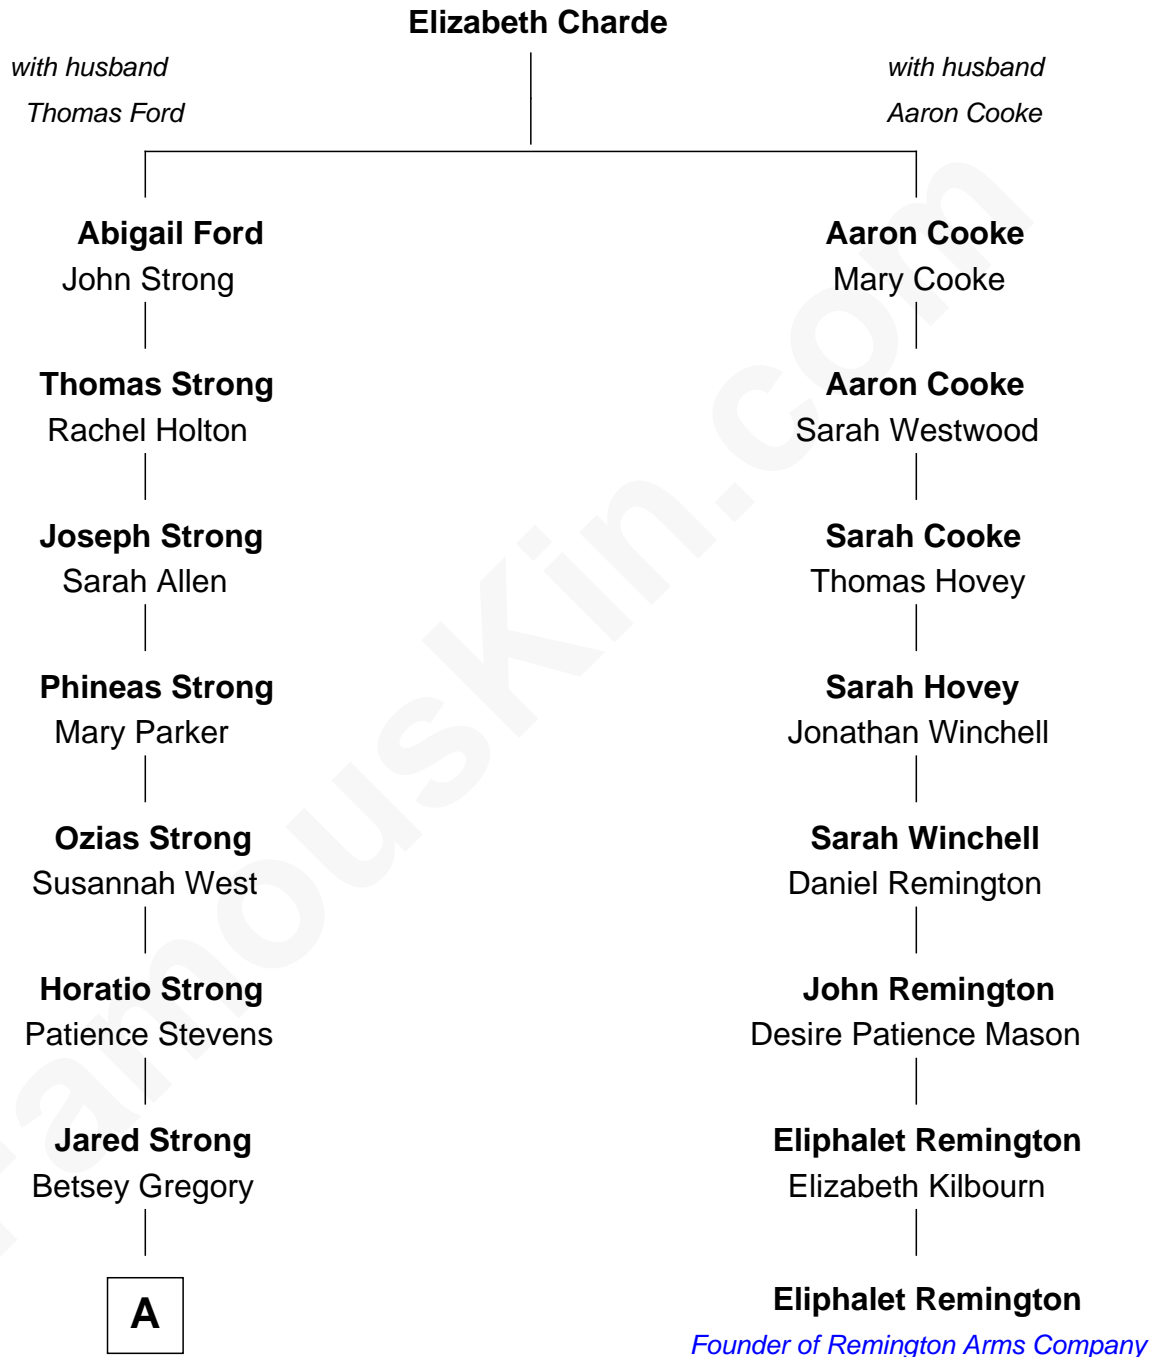 Elizabeth Charde
with husband
Thomas Ford
with husband
Aaron Cooke
Abigail Ford
John Strong
Aaron Cooke
Mary Cooke
Thomas Strong
Rachel Holton
Aaron Cooke
Sarah Westwood
Joseph Strong
Sarah Allen
Sarah Cooke
Thomas Hovey
Phineas Strong
Mary Parker
Sarah Hovey
Jonathan Winchell
Ozias Strong
Susannah West
Sarah Winchell
Daniel Remington
Horatio Strong
Patience Stevens
John Remington
Desire Patience Mason
Jared Strong
Betsey Gregory
Eliphalet Remington
Elizabeth Kilbourn
A
Eliphalet Remington
Founder of Remington Arms Company
FamousKin.com